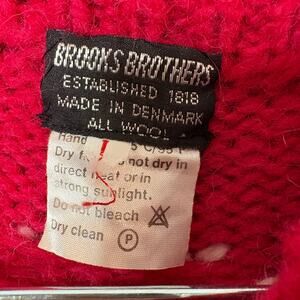 BROOKS BROTHERS
ESTABLISHED 1818
MADE IN DENMARK
ALL WOOL
Hand
Dry not dry in
direct heat or in
strong sunlight.
Do not bleach
Dry clean P